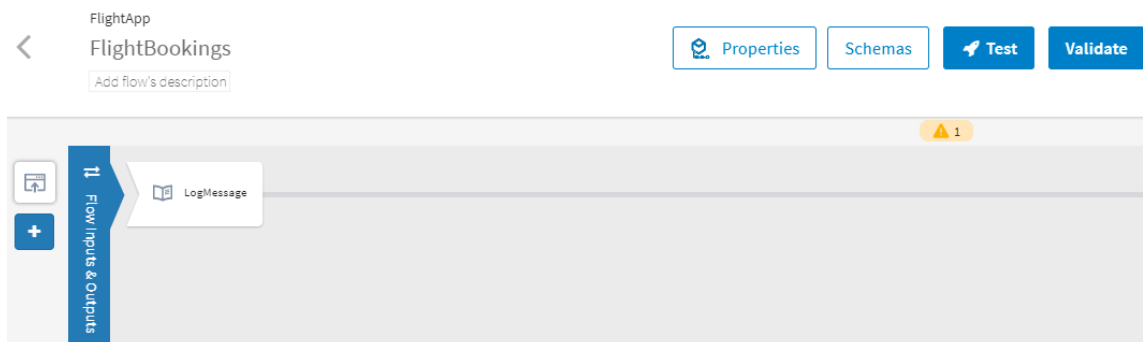 FlightApp
FlightBookings
Add flow's description
Properties
Schemas
Test
Validate
1
LogMessage
Flow Inputs & Outputs